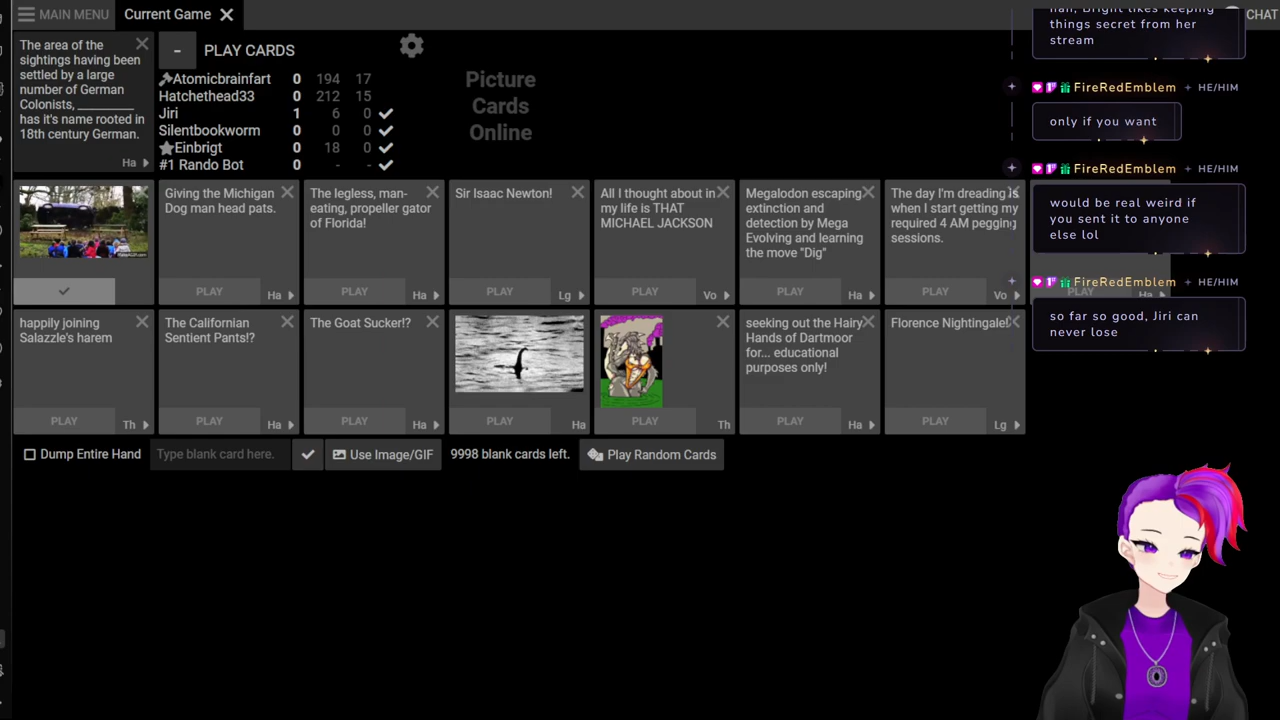 MAIN MENU
Current Game
CHAT
The area of the
sightings having been
settled by a large
number of German
Colonists, _________
has it's name rooted in
18th century German.
Ha
-
PLAY CARDS
Atomicbrainfart 0 194 17
Hatchethead33 0 212 15
Jiri 1 6 0
Silentbookworm 0 0 0
Einbrigt 0 18 0
#1 Rando Bot 0 - -
Picture
Cards
Online
Giving the Michigan
Dog man head pats.
PLAY
Ha
The legless, man-
eating, propeller gator
of Florida!
PLAY
Ha
Sir Isaac Newton!
PLAY
Lg
All I thought about in
my life is THAT
MICHAEL JACKSON
PLAY
Vo
Megalodon escaping
extinction and
detection by Mega
Evolving and learning
the move "Dig"
PLAY
Ha
The day I'm dreading is
when I start getting my
required 4 AM pegging
sessions.
PLAY
Vo
PLAY
Ha
happily joining
Salazzle's harem
PLAY
Th
The Californian
Sentient Pants!?
PLAY
Ha
The Goat Sucker!?
PLAY
Ha
PLAY
Ha
PLAY
Th
seeking out the Hairy
Hands of Dartmoor
for... educational
purposes only!
PLAY
Ha
Florence Nightingale!
PLAY
Lg
Dump Entire Hand
Type blank card here.
Use Image/GIF
9998 blank cards left.
Play Random Cards
things secret from her
stream
FireRedEmblem HE/HIM
only if you want
FireRedEmblem HE/HIM
would be real weird if
you sent it to anyone
else lol
FireRedEmblem HE/HIM
so far so good, Jiri can
never lose